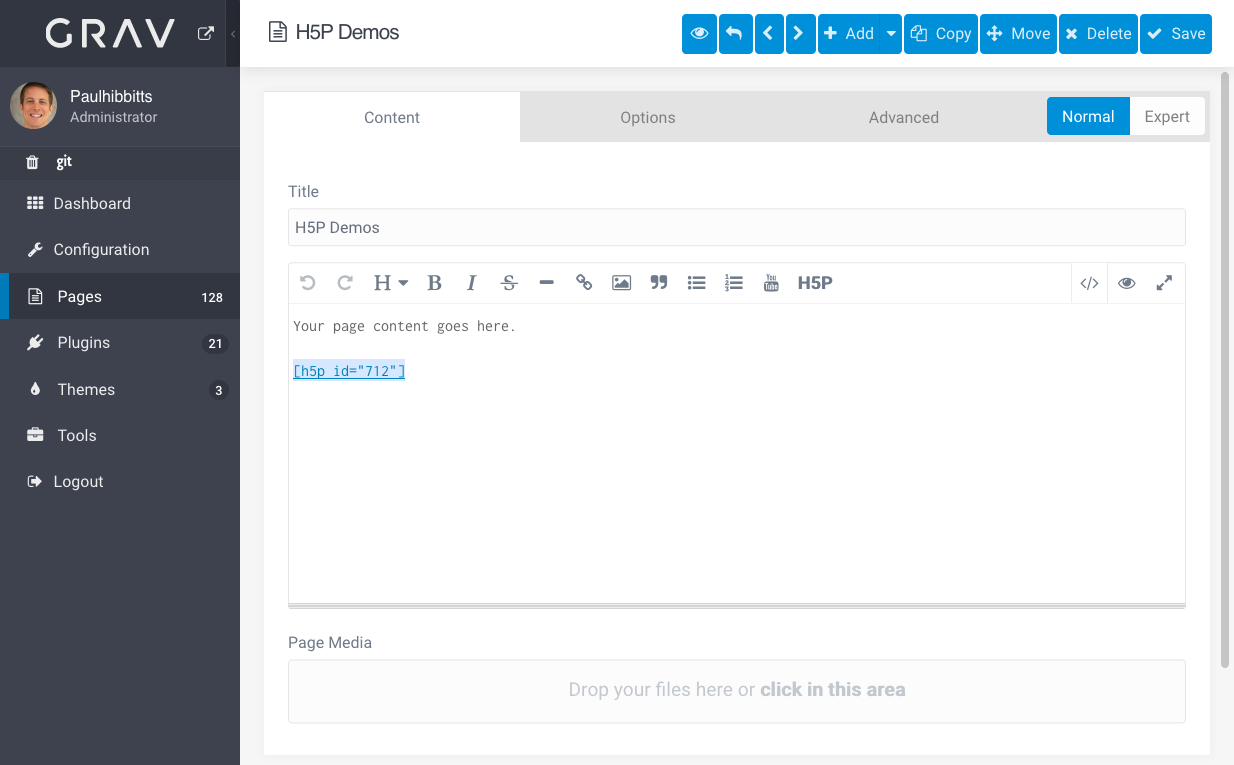 GRAV
H5P Demos
Add
Copy
Move
Delete
Save
Paulhibbitts
Administrator
git
Dashboard
Configuration
Pages 128
Plugins 21
Themes 3
Tools
Logout
Content
Options
Advanced
Normal
Expert
Title
H5P Demos
H B I S You Tube H5P </>
Your page content goes here.
[h5p id="712"]
Page Media
Drop your files here or click in this area